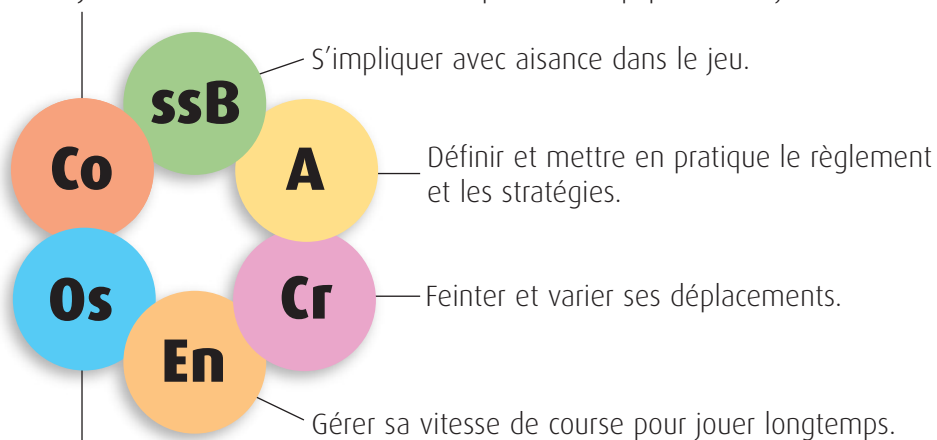 S'impliquer avec aisance dans le jeu.
ssB
Co
A
Définir et mettre en pratique le règlement
et les stratégies.
Os
Cr
Feinter et varier ses déplacements.
En
Gérer sa vitesse de course pour jouer longtemps.